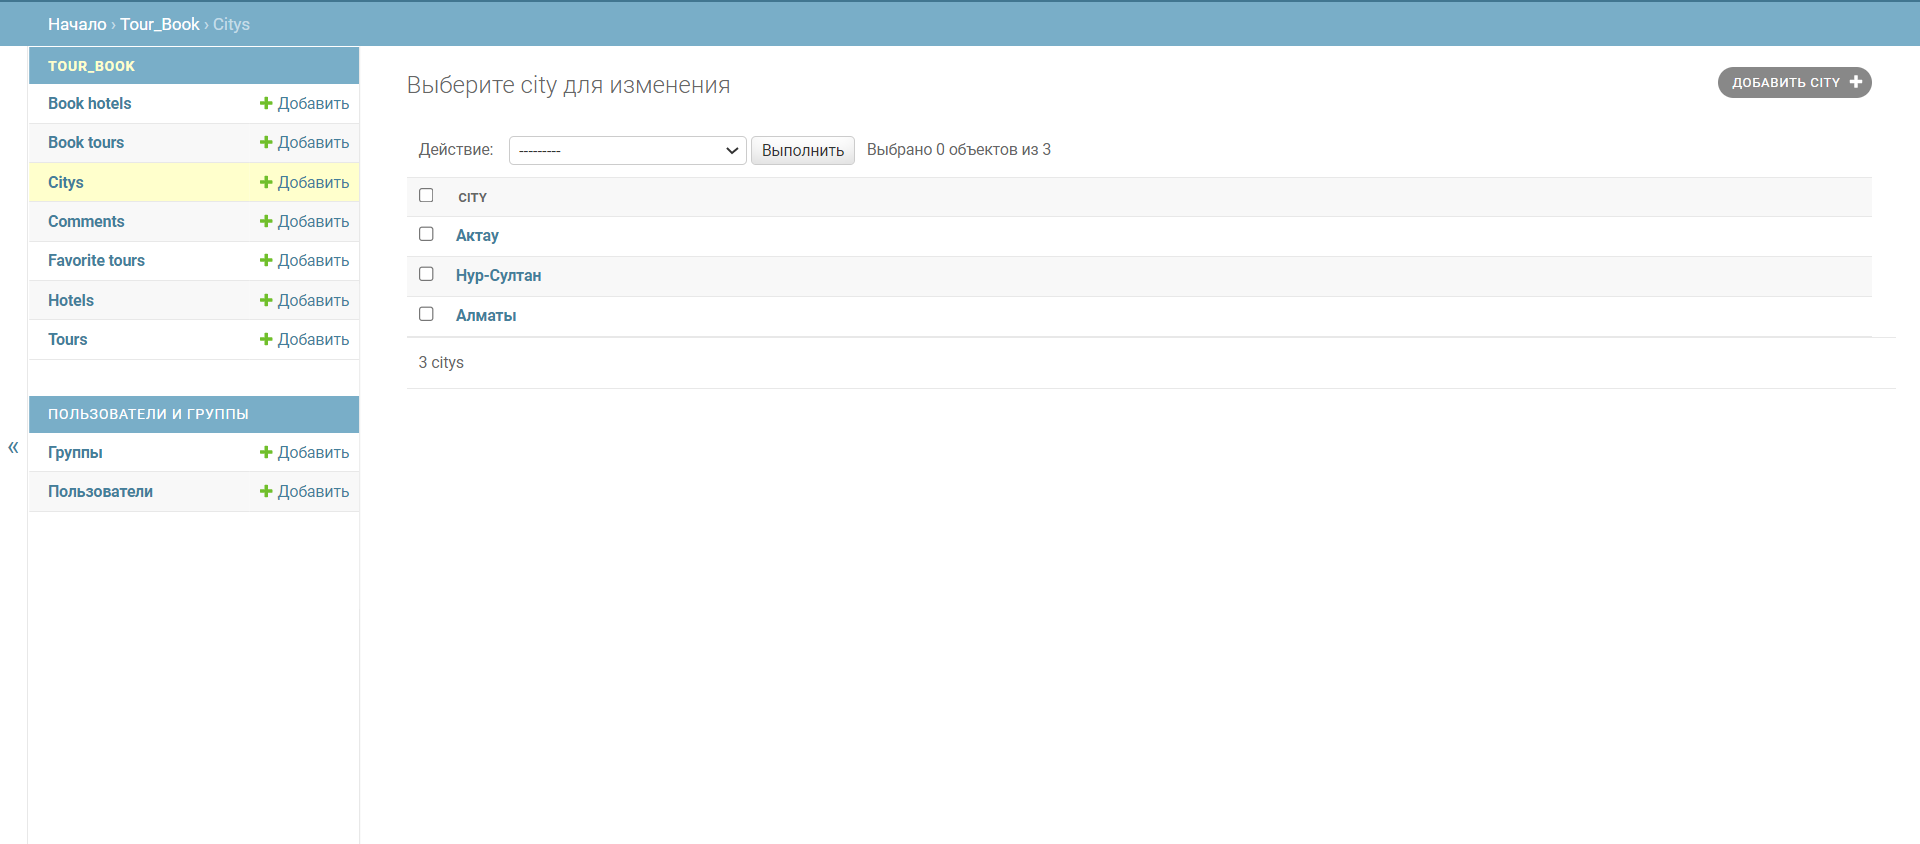 Начало › Tour_Book › Citys
TOUR_BOOK
Book hotels Добавить
Book tours Добавить
Citys Добавить
Comments Добавить
Favorite tours Добавить
Hotels Добавить
Tours Добавить
ПОЛЬЗОВАТЕЛИ И ГРУППЫ
Группы Добавить
Пользователи Добавить
«
Выберите city для изменения
ДОБАВИТЬ CITY
Действие: --------- Выполнить Выбрано 0 объектов из 3
CITY
Актау
Нур-Султан
Алматы
3 citys